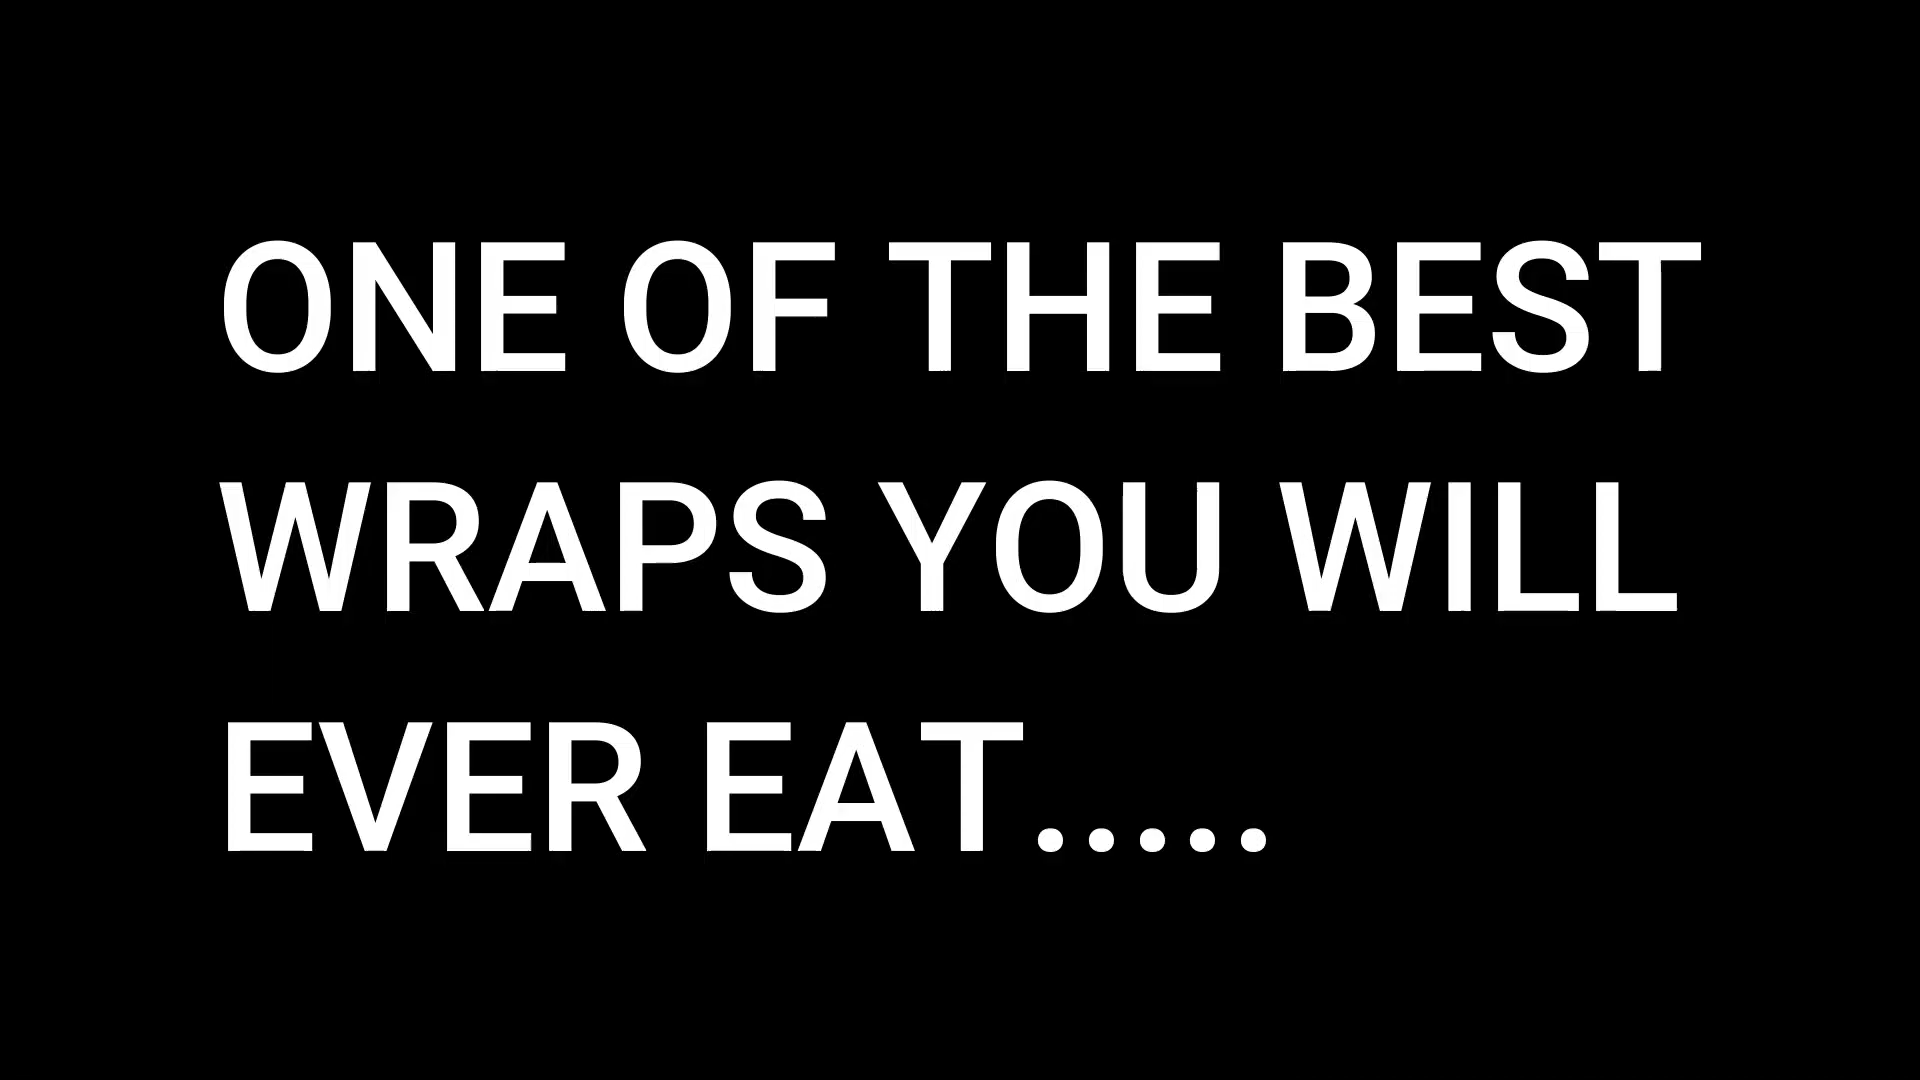 ONE OF THE BEST
WRAPS YOU WILL
EVER EAT.....